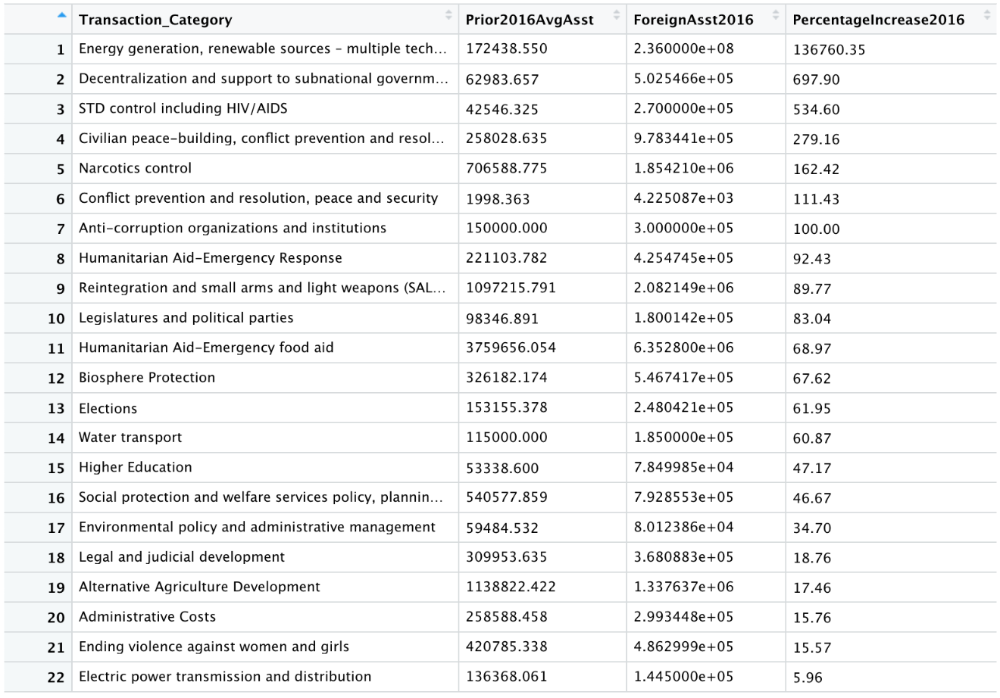 Transaction_Category Prior2016AvgAsst ForeignAsst2016 PercentageIncrease2016
1 Energy generation, renewable sources – multiple tech... 172438.550 2.360000e+08 136760.35
2 Decentralization and support to subnational governm... 62983.657 5.025466e+05 697.90
3 STD control including HIV/AIDS 42546.325 2.700000e+05 534.60
4 Civilian peace-building, conflict prevention and resol... 258028.635 9.783441e+05 279.16
5 Narcotics control 706588.775 1.854210e+06 162.42
6 Conflict prevention and resolution, peace and security 1998.363 4.225087e+03 111.43
7 Anti-corruption organizations and institutions 150000.000 3.000000e+05 100.00
8 Humanitarian Aid-Emergency Response 221103.782 4.254745e+05 92.43
9 Reintegration and small arms and light weapons (SAL... 1097215.791 2.082149e+06 89.77
10 Legislatures and political parties 98346.891 1.800142e+05 83.04
11 Humanitarian Aid-Emergency food aid 3759656.054 6.352800e+06 68.97
12 Biosphere Protection 326182.174 5.467417e+05 67.62
13 Elections 153155.378 2.480421e+05 61.95
14 Water transport 115000.000 1.850000e+05 60.87
15 Higher Education 53338.600 7.849985e+04 47.17
16 Social protection and welfare services policy, plannin... 540577.859 7.928553e+05 46.67
17 Environmental policy and administrative management 59484.532 8.012386e+04 34.70
18 Legal and judicial development 309953.635 3.680883e+05 18.76
19 Alternative Agriculture Development 1138822.422 1.337637e+06 17.46
20 Administrative Costs 258588.458 2.993448e+05 15.76
21 Ending violence against women and girls 420785.338 4.862999e+05 15.57
22 Electric power transmission and distribution 136368.061 1.445000e+05 5.96